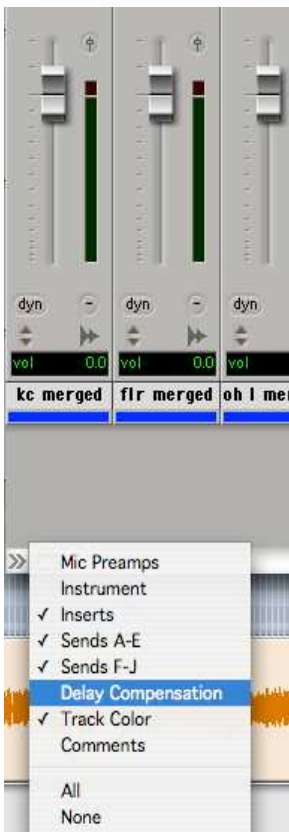 dyn - dyn - dyn
vol 0.0 vol 0.0 vol
kc merged flr merged oh l me
Mic Preamps
Instrument
✓ Inserts
✓ Sends A-E
✓ Sends F-J
Delay Compensation
✓ Track Color
Comments
All
None